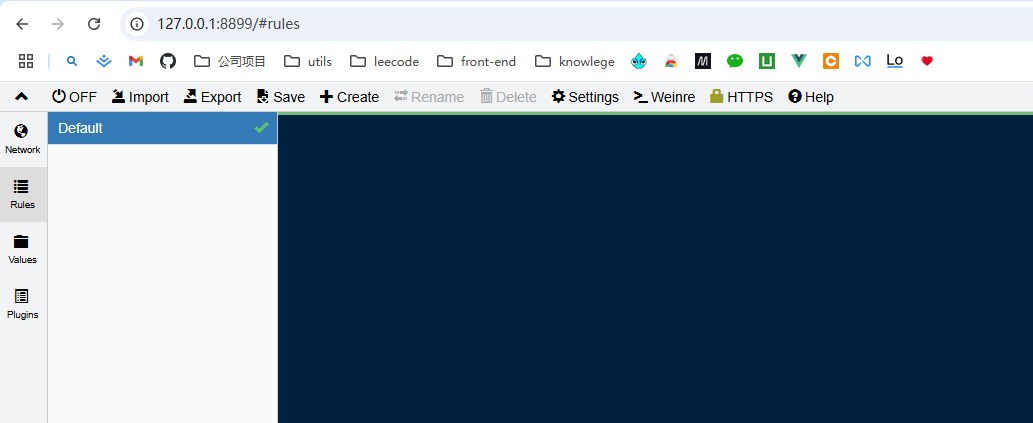 127.0.0.1:8899/#rules
公司项目 utils leecode front-end knowlege Lo
OFF Import Export Save Create Rename Delete Settings Weinre HTTPS Help
Network
Default
Rules
Values
Plugins